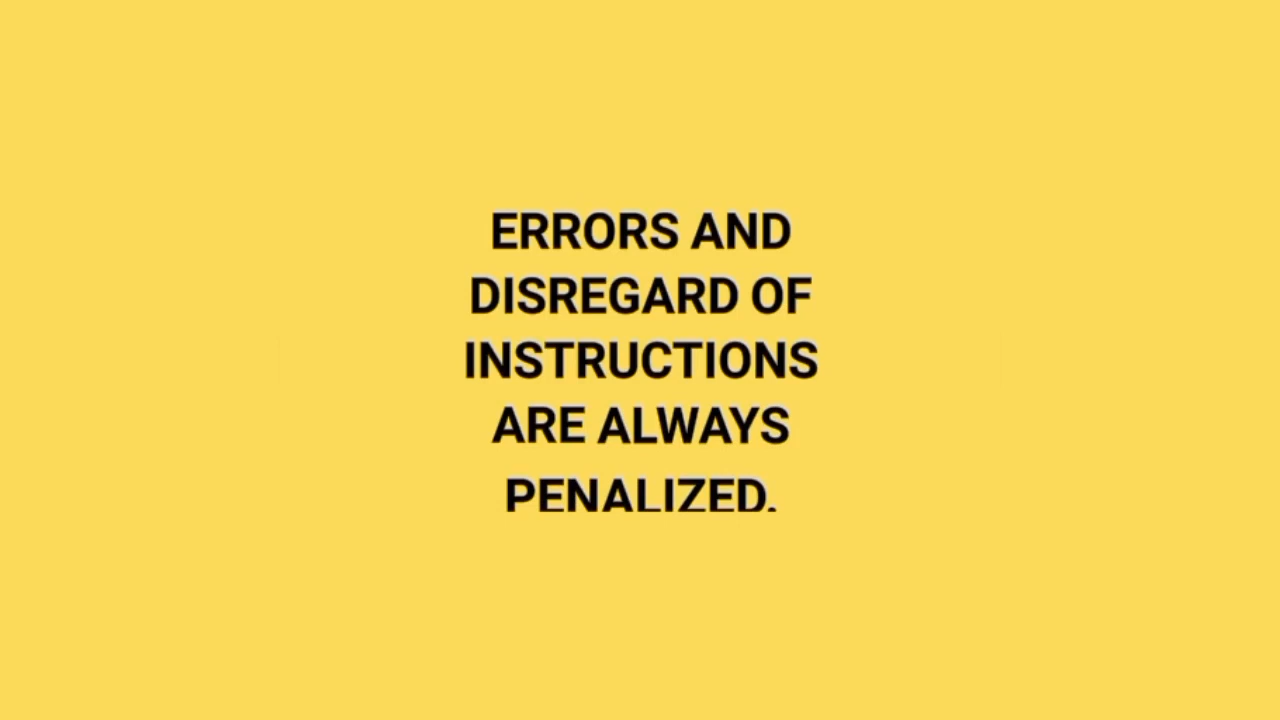 ERRORS AND
DISREGARD OF
INSTRUCTIONS
ARE ALWAYS
PENALIZED.